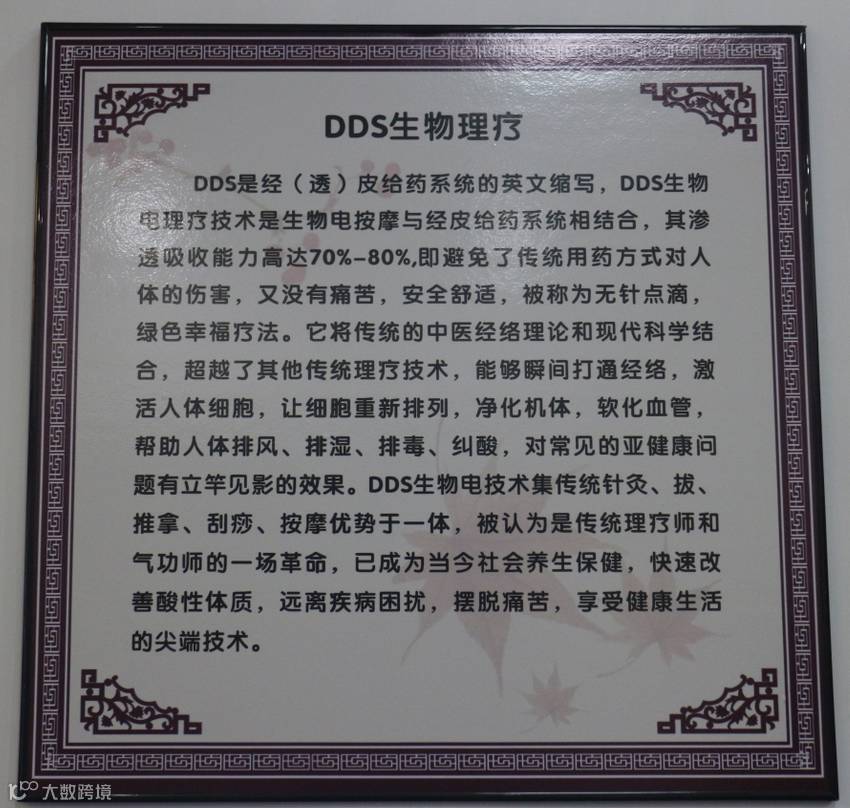 DDS生物理疗
DDS是经（透）皮给药系统的英文缩写，DDS生物
电理疗技术是生物电按摩与经皮给药系统相结合，其渗
透吸收能力高达70%-80%,即避免了传统用药方式对人
体的伤害，又没有痛苦，安全舒适，被称为无针点滴，
绿色幸福疗法。它将传统的中医经络理论和现代科学结
合，超越了其他传统理疗技术，能够瞬间打通经络，激
活人体细胞，让细胞重新排列，净化机体，软化血管，
帮助人体排风、排湿、排毒、纠酸，对常见的亚健康问
题有立竿见影的效果。DDS生物电技术集传统针灸、拔、
推拿、刮痧、按摩优势于一体，被认为是传统理疗师和
气功师的一场革命，已成为当今社会养生保健，快速改
善酸性体质，远离疾病困扰，摆脱痛苦，享受健康生活
的尖端技术。
大数跨境